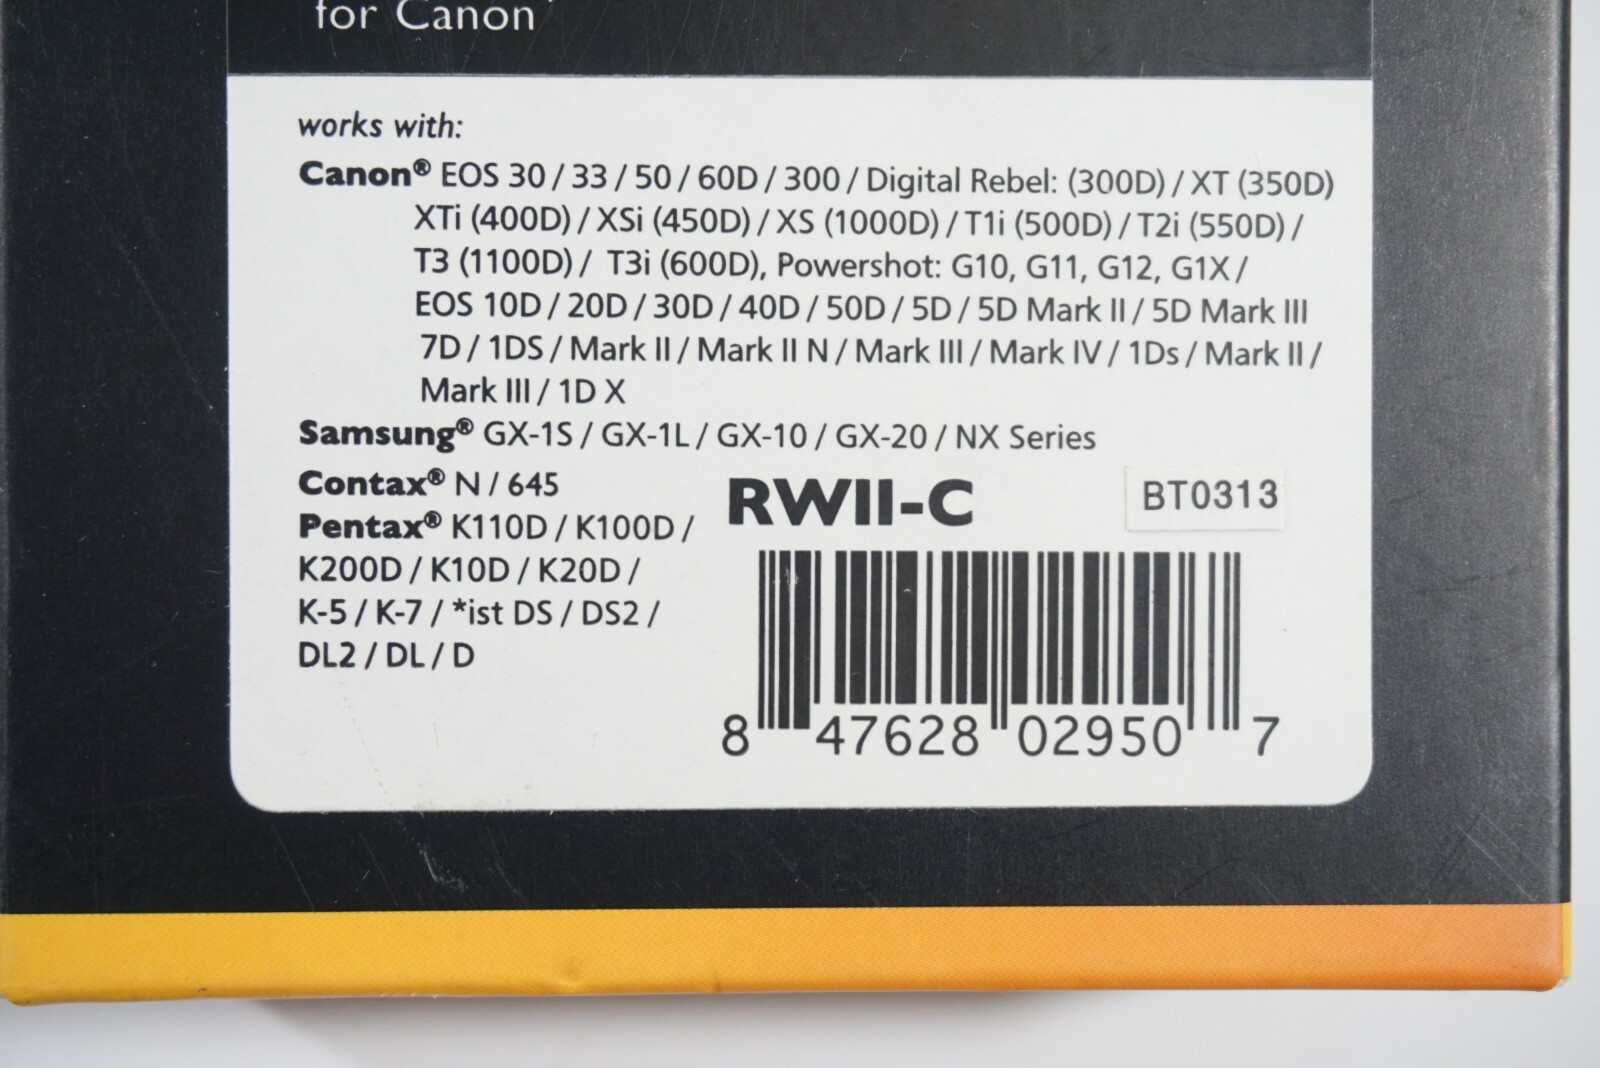 for Canon
works with:
Canon® EOS 30 / 33 / 50 / 60D / 300 / Digital Rebel: (300D) / XT (350D)
XTi (400D) / XSi (450D) / XS (1000D) / T1i (500D) / T2i (550D) /
T3 (1100D) / T3i (600D), Powershot: G10, G11, G12, G1X /
EOS 10D / 20D / 30D / 40D / 50D / 5D / 5D Mark II / 5D Mark III
7D / 1DS / Mark II / Mark II N / Mark III / Mark IV / 1Ds / Mark II /
Mark III / 1D X
Samsung® GX-1S / GX-1L / GX-10 / GX-20 / NX Series
Contax® N / 645
Pentax® K110D / K100D /
K200D / K10D / K20D /
K-5 / K-7 / *ist DS / DS2 /
DL2 / DL / D
RWII-C
BT0313
8 47628 02950 7